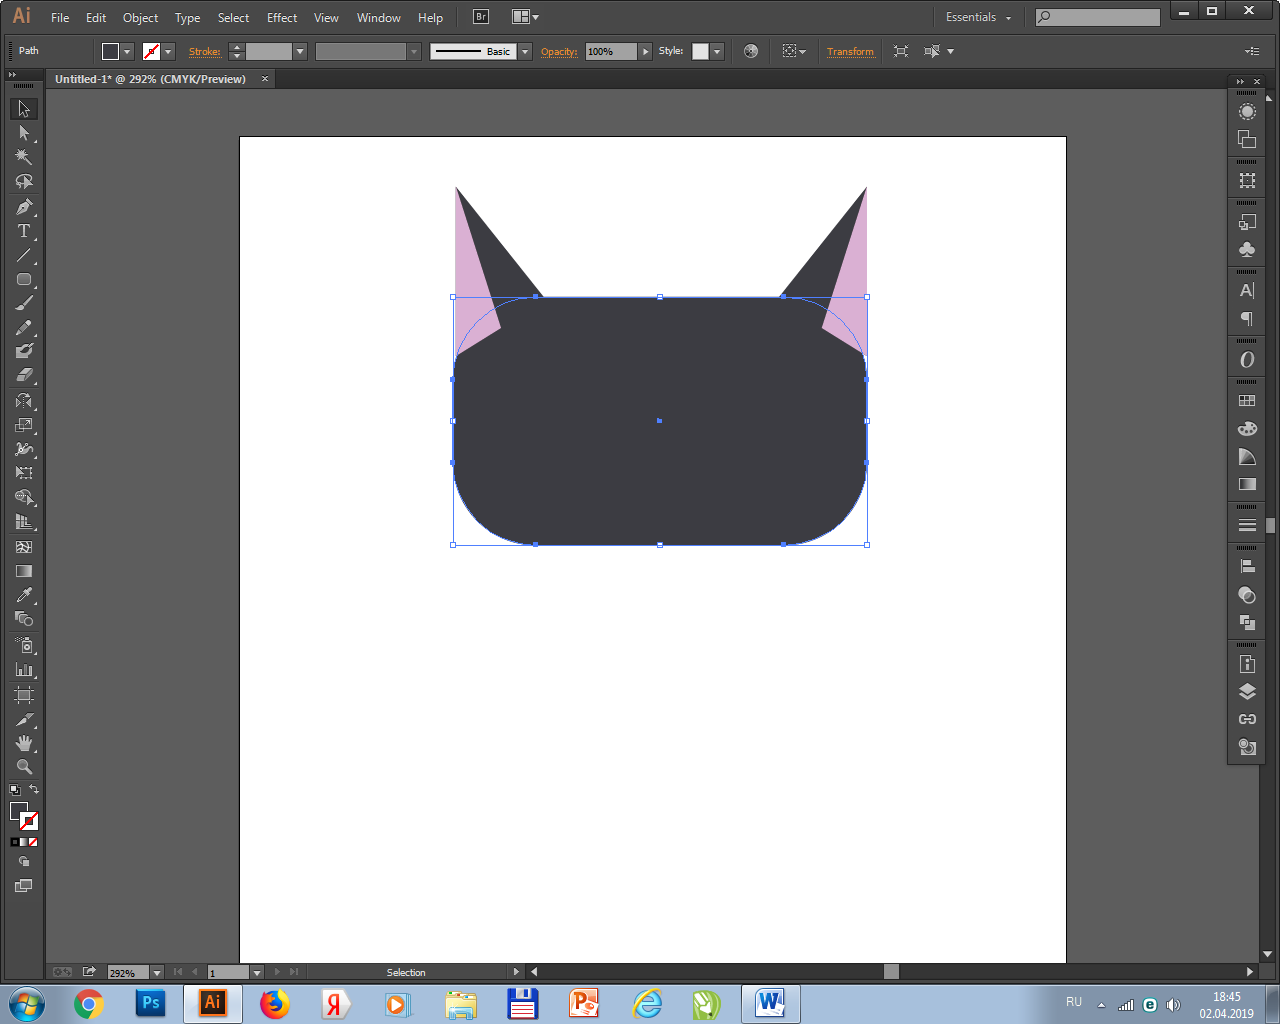 Ai File Edit Object Type Select Effect View Window Help Br Essentials
Path Stroke: Basic Opacity: 100% Style: Transform
Untitled-1* @ 292% (CMYK/Preview)
T
A
O
292% 1 Selection
Ps Ai Я P W RU 18:45
02.04.2019